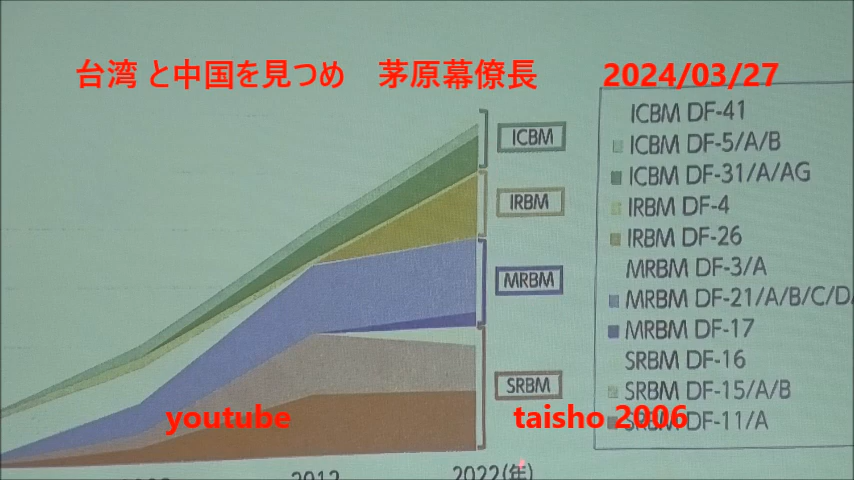 台湾 と中国を見つめ 茅原幕僚長 2024/03/27
ICBM
IRBM
MRBM
SRBM
ICBM DF-41
ICBM DF-5/A/B
ICBM DF-31/A/AG
IRBM DF-4
IRBM DF-26
MRBM DF-3/A
MRBM DF-21/A/B/C/D
MRBM DF-17
SRBM DF-16
SRBM DF-15/A/B
SRBM DF-11/A
youtube taisho 2006
2012
2022(年)